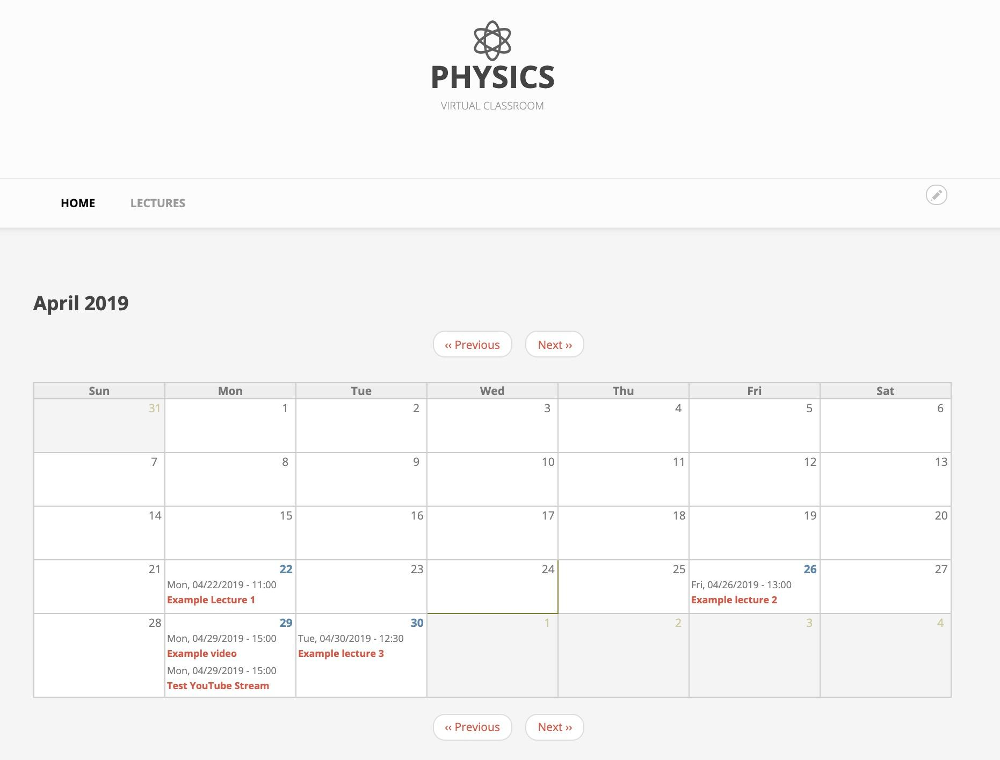 PHYSICS
VIRTUAL CLASSROOM
HOME LECTURES
April 2019
‹‹ Previous Next ››
Sun Mon Tue Wed Thu Fri Sat
31 1 2 3 4 5 6
7 8 9 10 11 12 13
14 15 16 17 18 19 20
21 22 23 24 25 26 27
Mon, 04/22/2019 - 11:00 Fri, 04/26/2019 - 13:00
Example Lecture 1 Example lecture 2
28 29 30 1 2 3 4
Mon, 04/29/2019 - 15:00 Tue, 04/30/2019 - 12:30
Example video Example lecture 3
Mon, 04/29/2019 - 15:00
Test YouTube Stream
‹‹ Previous Next ››